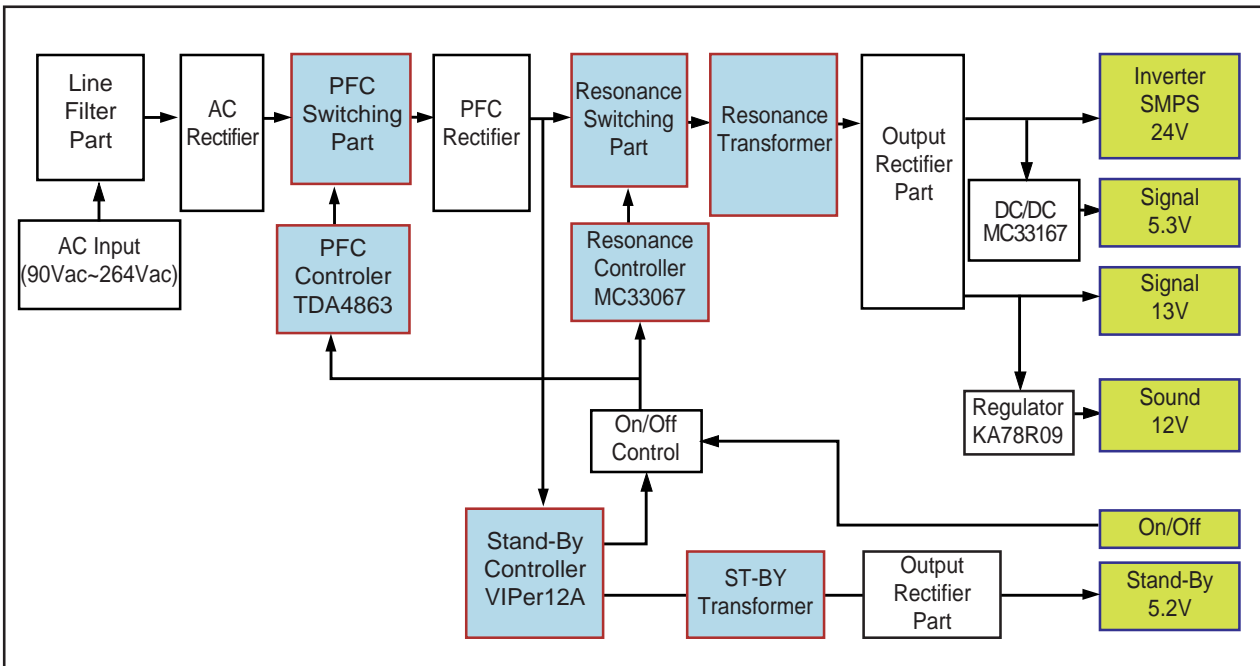 Line
Filter
Part
AC
Rectifier
PFC
Switching
Part
PFC
Rectifier
Resonance
Switching
Part
Resonance
Transformer
Output
Rectifier
Part
Inverter
SMPS
24V
DC/DC
MC33167
Signal
5.3V
AC Input
(90Vac~264Vac)
PFC
Controler
TDA4863
Resonance
Controller
MC33067
Signal
13V
Regulator
KA78R09
Sound
12V
On/Off
Control
On/Off
Stand-By
Controller
VIPer12A
ST-BY
Transformer
Output
Rectifier
Part
Stand-By
5.2V